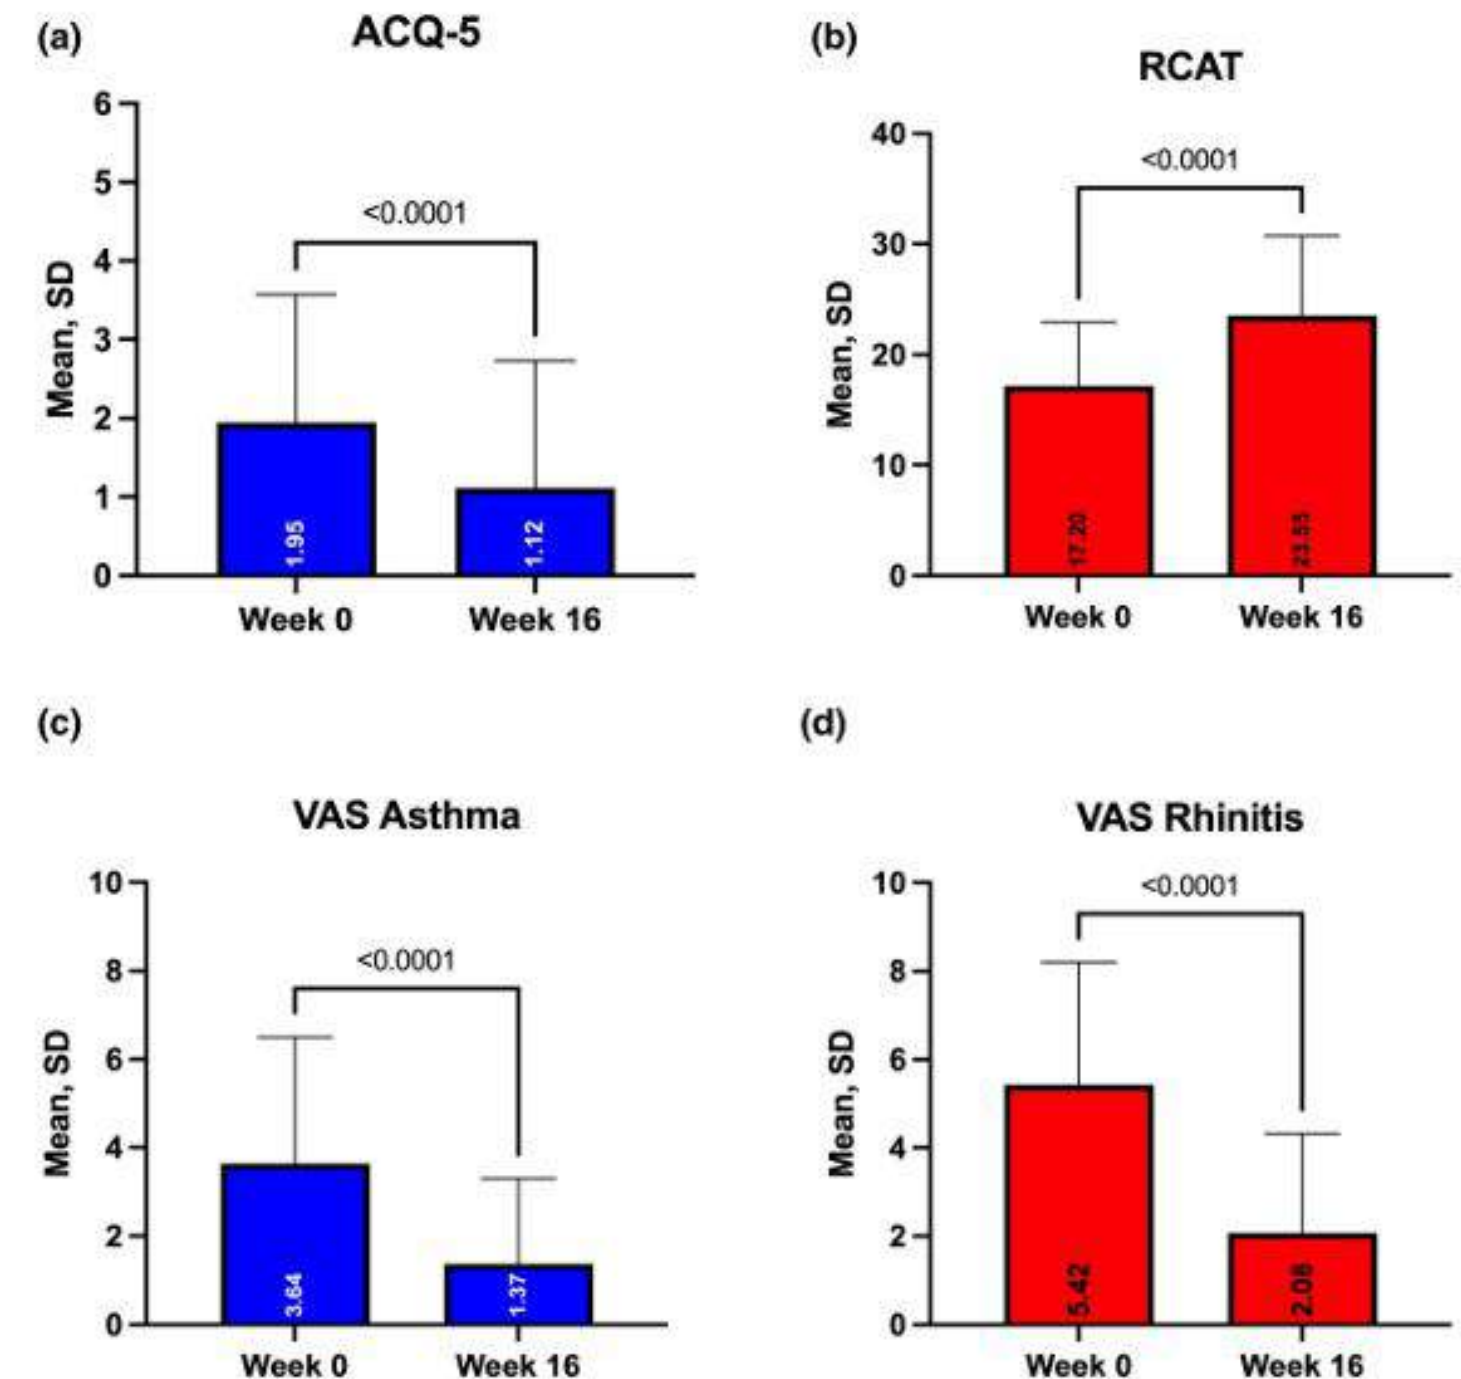 (a)
ACQ-5
6
5
4
3
2
1
0
Mean, SD
<0.0001
1.95
1.12
Week 0
Week 16
(b)
RCAT
40
30
20
10
0
Mean, SD
<0.0001
17.20
23.55
Week 0
Week 16
(c)
VAS Asthma
10
8
6
4
2
0
Mean, SD
<0.0001
3.64
1.37
Week 0
Week 16
(d)
VAS Rhinitis
10
8
6
4
2
0
Mean, SD
<0.0001
5.42
2.08
Week 0
Week 16